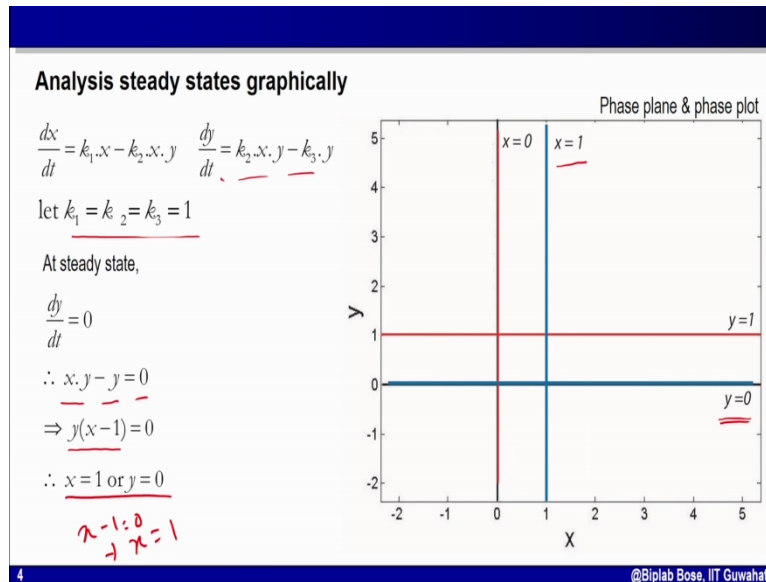 Analysis steady states graphically
Phase plane & phase plot
dx/dt = k₁.x − k₂.x.y dy/dt = k₂.x.y − k₃.y
let k₁ = k ₂ = k₃ = 1
At steady state,
dy/dt = 0
∴ x.y − y = 0
⇒ y(x−1) = 0
∴ x = 1 or y = 0
x-1=0
→ x = 1
x=0 x=1
y=1
y=0
y
5
4
3
2
1
0
-1
-2
-2 -1 0 1 2 3 4 5
x
4 @Biplab Bose, IIT Guwahat